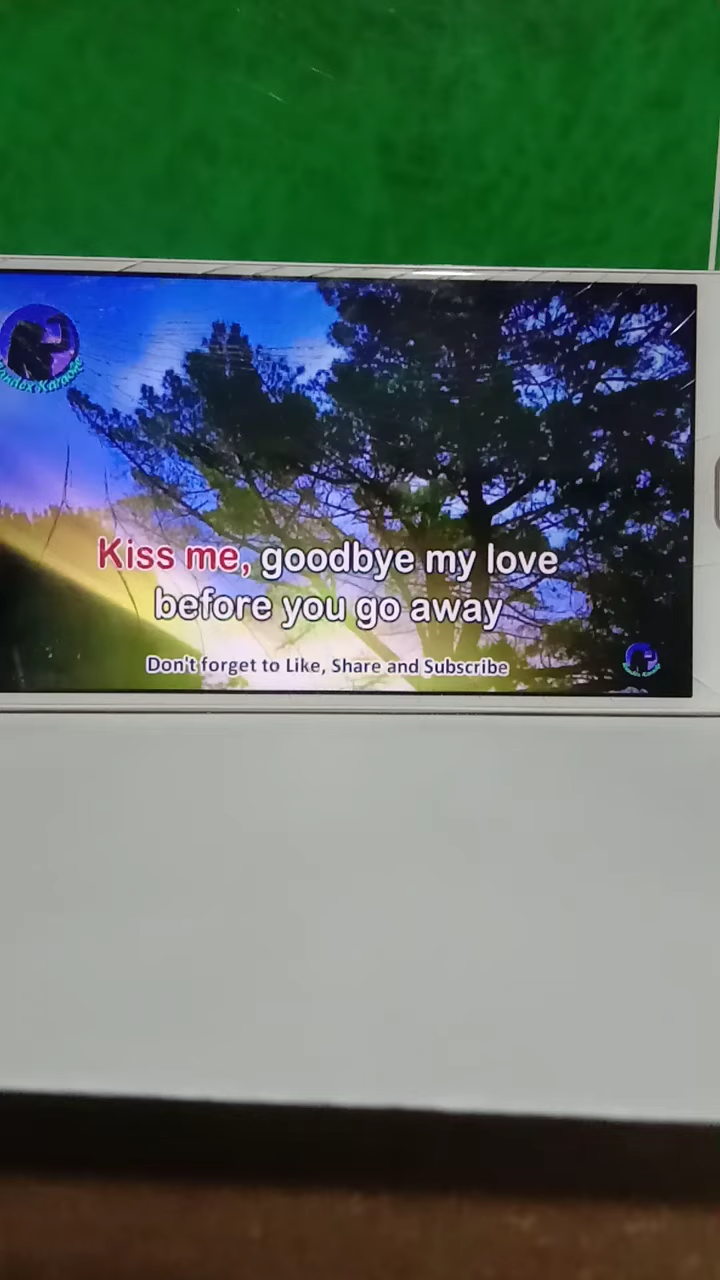 Kiss me, goodbye my love
before you go away
Don't forget to Like, Share and Subscribe